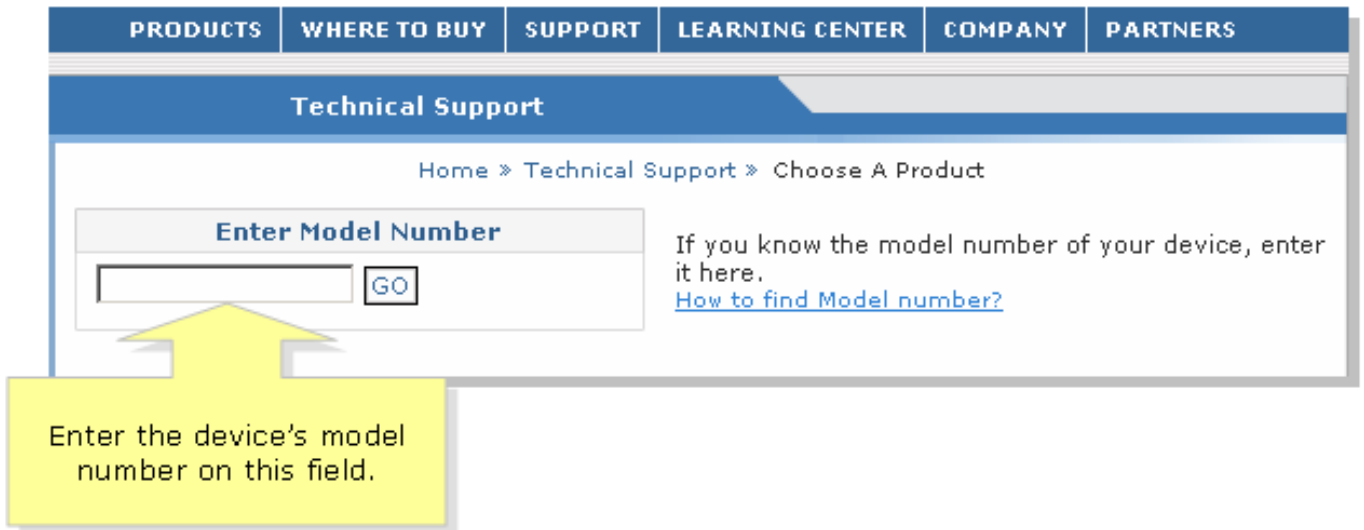 PRODUCTS WHERE TO BUY SUPPORT LEARNING CENTER COMPANY PARTNERS
Technical Support
Home » Technical Support » Choose A Product
Enter Model Number
GO
If you know the model number of your device, enter
it here.
How to find Model number?
Enter the device's model
number on this field.